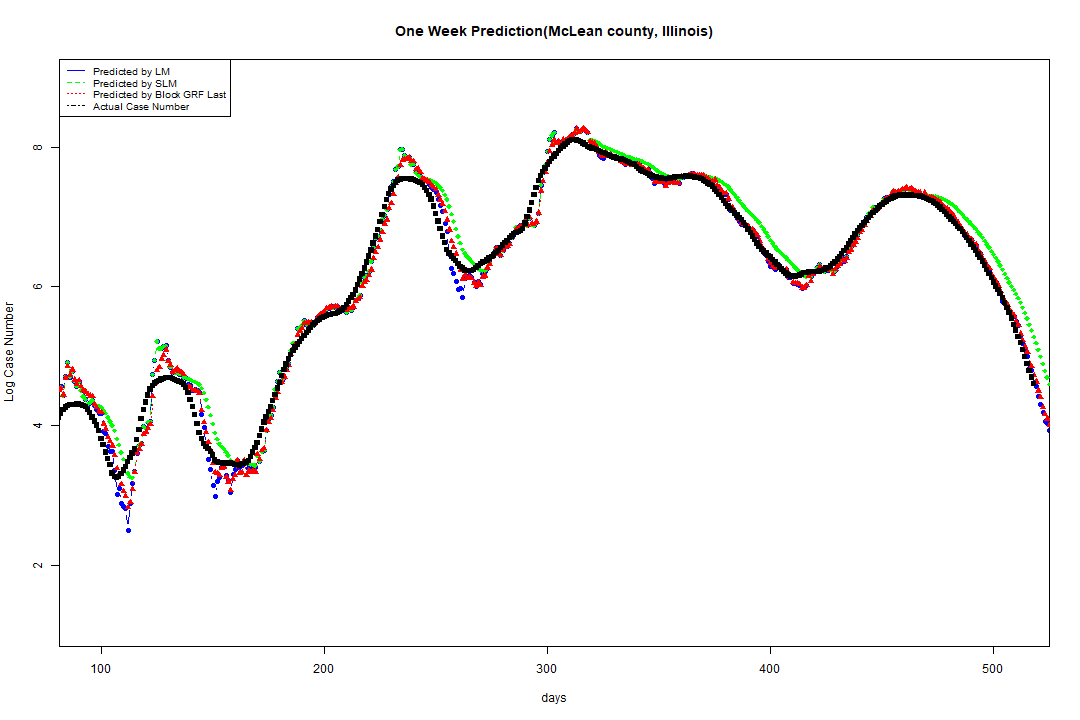 One Week Prediction(McLean county, Illinois)
Predicted by LM
Predicted by SLM
Predicted by Block GRF Last
Actual Case Number
Log Case Number
8
6
4
2
100 200 300 400 500
days